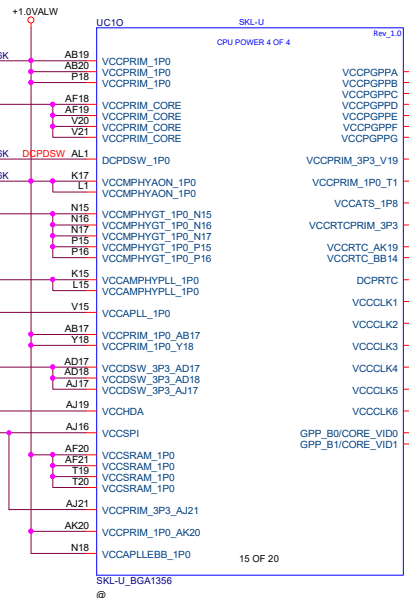 +1.0VALW
UC1O SKL-U
Rev_1.0
CPU POWER 4 OF 4
6K AB19 VCCPRIM_1P0
AB20 VCCPRIM_1P0 VCCPGPPA
P18 VCCPRIM_1P0 VCCPGPPB
VCCPGPPC
AF18 VCCPRIM_CORE VCCPGPPD
AF19 VCCPRIM_CORE VCCPGPPE
V20 VCCPRIM_CORE VCCPGPPF
V21 VCCPRIM_CORE VCCPGPPG
6K DCPDSW AL1 DCPDSW_1P0 VCCPRIM_3P3_V19
6K K17 VCCMPHYAON_1P0 VCCPRIM_1P0_T1
L1 VCCMPHYAON_1P0
VCCATS_1P8
N15 VCCMPHYGT_1P0_N15
N16 VCCMPHYGT_1P0_N16 VCCRTCPRIM_3P3
N17 VCCMPHYGT_1P0_N17
P15 VCCMPHYGT_1P0_P15 VCCRTC_AK19
P16 VCCMPHYGT_1P0_P16 VCCRTC_BB14
K15 VCCAMPHYPLL_1P0 DCPRTC
L15 VCCAMPHYPLL_1P0
VCCCLK1
V15 VCCAPLL_1P0
VCCCLK2
AB17 VCCPRIM_1P0_AB17
Y18 VCCPRIM_1P0_Y18 VCCCLK3
AD17 VCCDSW_3P3_AD17 VCCCLK4
AD18 VCCDSW_3P3_AD18
AJ17 VCCDSW_3P3_AJ17 VCCCLK5
AJ19 VCCHDA VCCCLK6
AJ16 VCCSPI GPP_B0/CORE_VID0
GPP_B1/CORE_VID1
AF20 VCCSRAM_1P0
AF21 VCCSRAM_1P0
T19 VCCSRAM_1P0
T20 VCCSRAM_1P0
AJ21 VCCPRIM_3P3_AJ21
AK20 VCCPRIM_1P0_AK20
N18 VCCAPLLEBB_1P0 15 OF 20
SKL-U_BGA1356
@